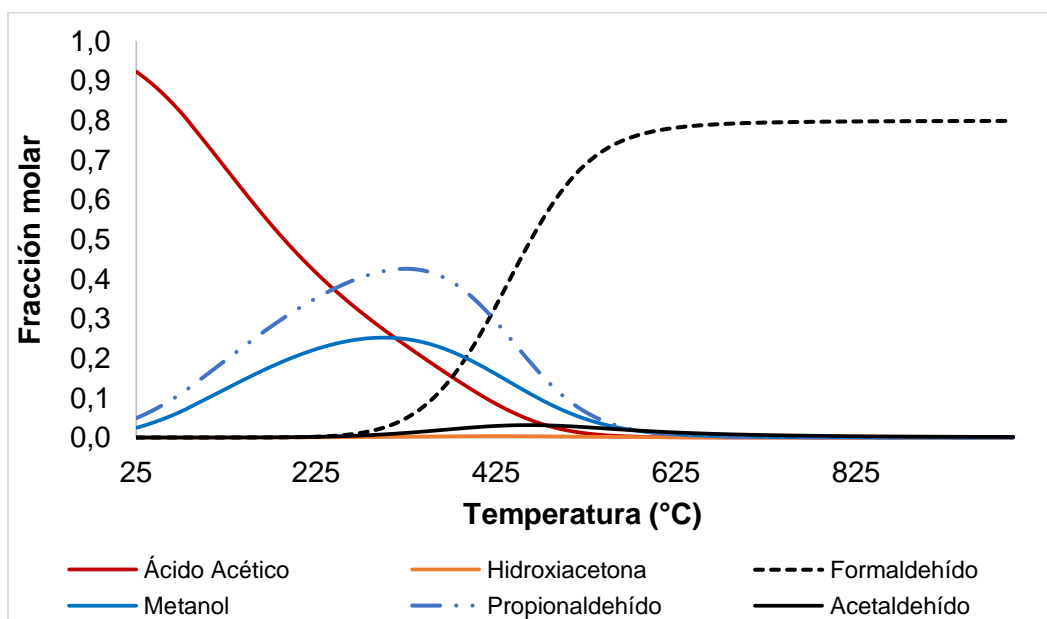 1,0
0,9
0,8
0,7
0,6
0,5
0,4
0,3
0,2
0,1
0,0
Fracción molar
25 225 425 625 825
Temperatura (°C)
Ácido Acético Hidroxiacetona Formaldehído
Metanol Propionaldehído Acetaldehído